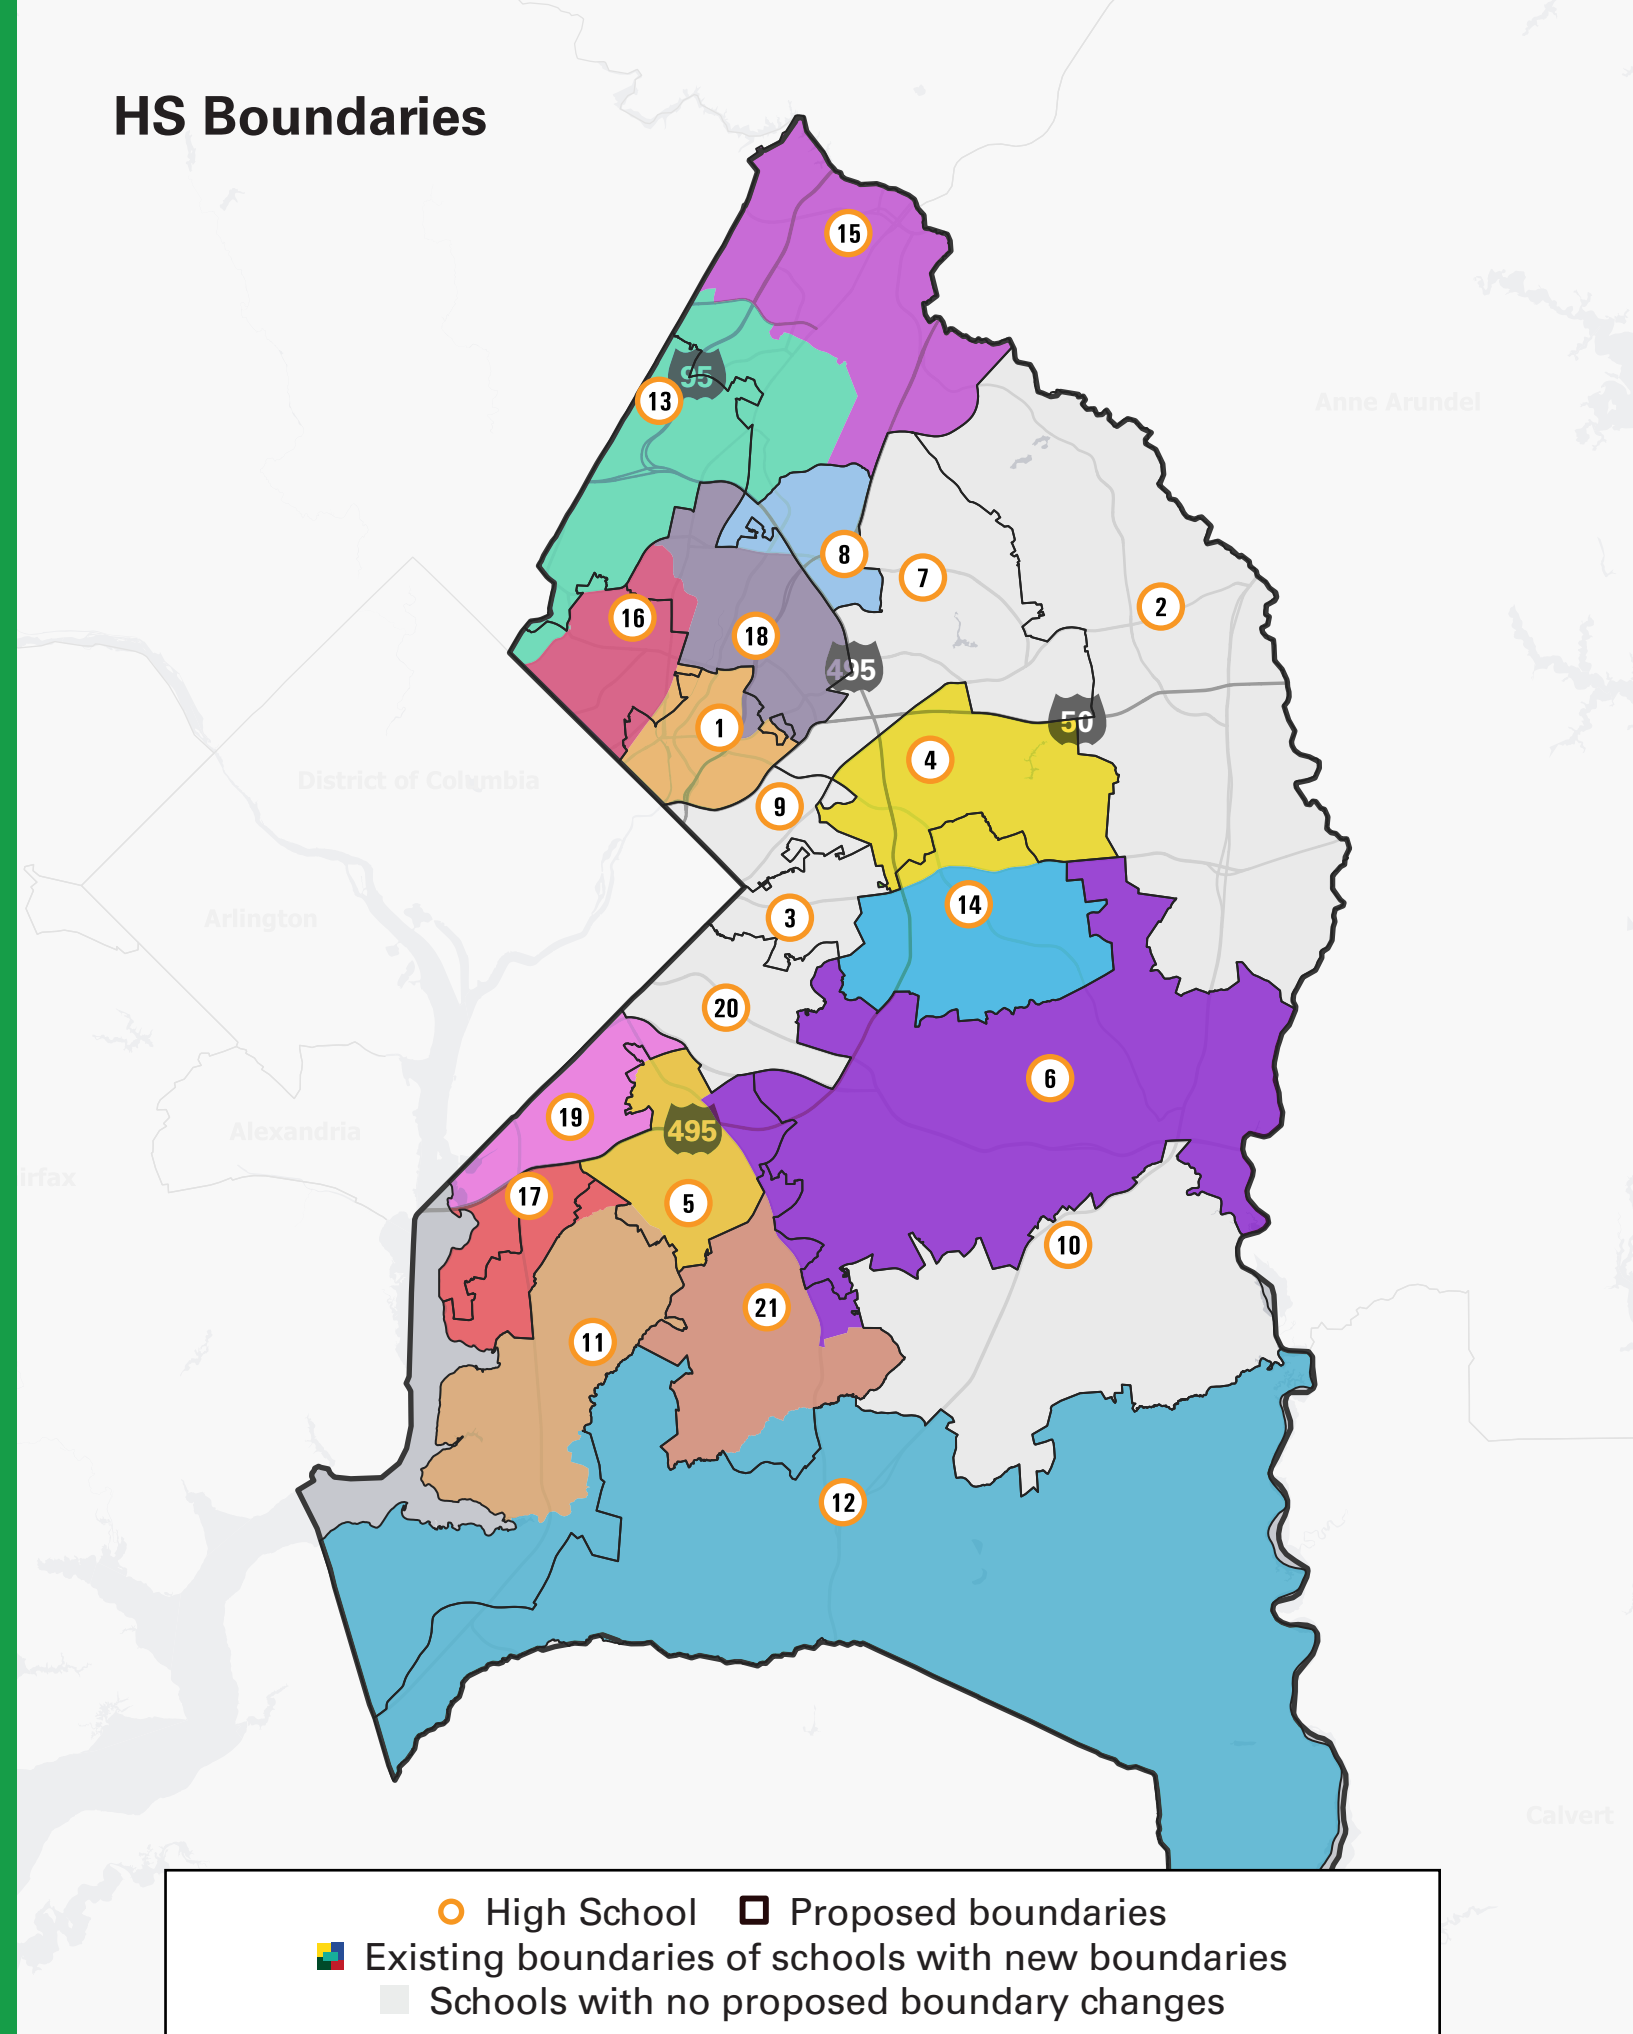 HS Boundaries
15
Anne Arundel
95
13
8
7
2
16
18
495
1
50
4
District of Columbia
9
14
Arlington
3
20
6
19
Alexandria
495
irfax
17
5
10
21
11
12
Calvert
High School
Proposed boundaries
Existing boundaries of schools with new boundaries
Schools with no proposed boundary changes